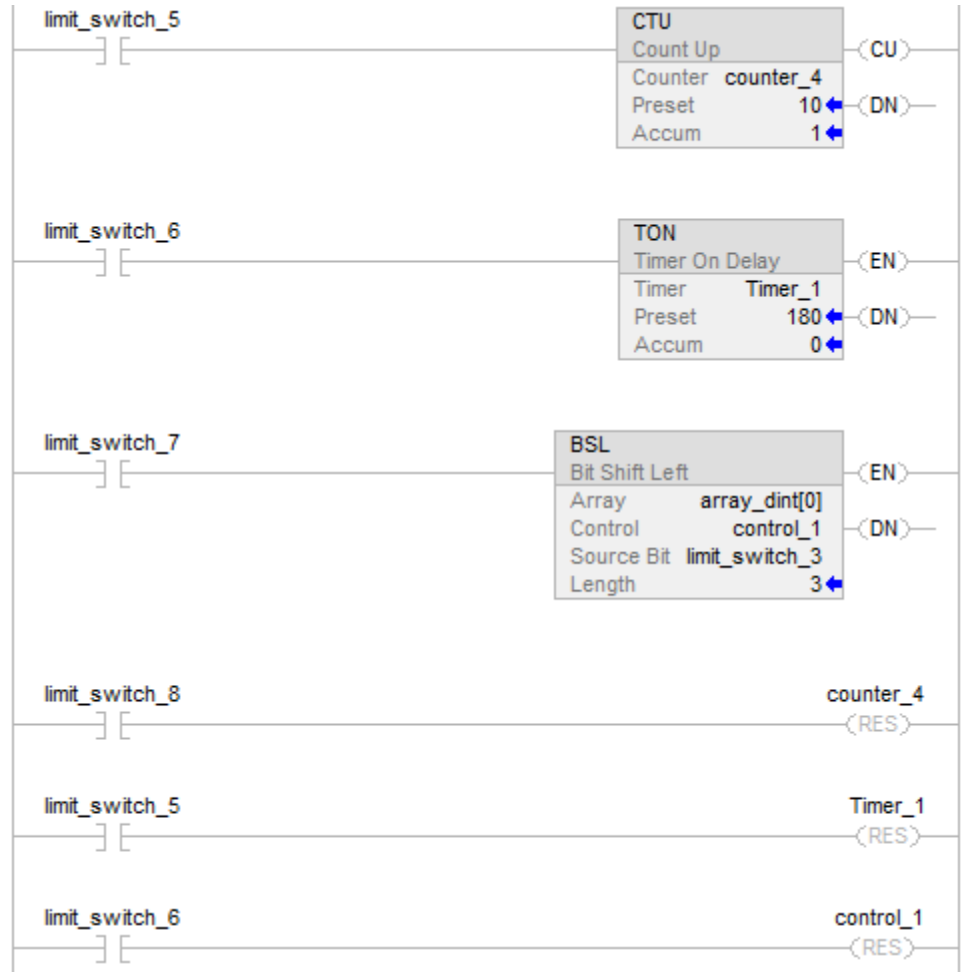 limit_switch_5
CTU
Count Up
(CU)
Counter counter_4
Preset 10
(DN)
Accum 1
limit_switch_6
TON
Timer On Delay
(EN)
Timer Timer_1
Preset 180
(DN)
Accum 0
limit_switch_7
BSL
Bit Shift Left
(EN)
Array array_dint[0]
Control control_1
(DN)
Source Bit limit_switch_3
Length 3
limit_switch_8
counter_4
(RES)
limit_switch_5
Timer_1
(RES)
limit_switch_6
control_1
(RES)